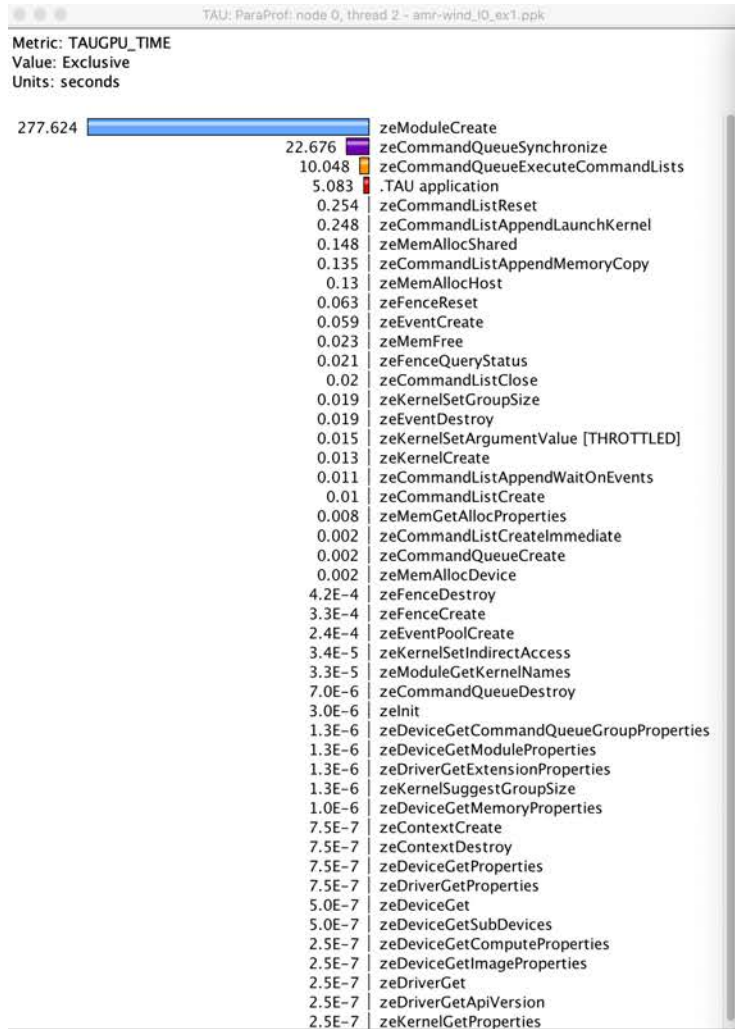 TAU: ParaProf: node 0, thread 2 - amr-wind_l0_ex1.ppk
Metric: TAUGPU_TIME
Value: Exclusive
Units: seconds
277.624 zeModuleCreate
22.676 zeCommandQueueSynchronize
10.048 zeCommandQueueExecuteCommandLists
5.083 .TAU application
0.254 zeCommandListReset
0.248 zeCommandListAppendLaunchKernel
0.148 zeMemAllocShared
0.135 zeCommandListAppendMemoryCopy
0.13 zeMemAllocHost
0.063 zeFenceReset
0.059 zeEventCreate
0.023 zeMemFree
0.021 zeFenceQueryStatus
0.02 zeCommandListClose
0.019 zeKernelSetGroupSize
0.019 zeEventDestroy
0.015 zeKernelSetArgumentValue [THROTTLED]
0.013 zeKernelCreate
0.011 zeCommandListAppendWaitOnEvents
0.01 zeCommandListCreate
0.008 zeMemGetAllocProperties
0.002 zeCommandListCreateImmediate
0.002 zeCommandQueueCreate
0.002 zeMemAllocDevice
4.2E-4 zeFenceDestroy
3.3E-4 zeFenceCreate
2.4E-4 zeEventPoolCreate
3.4E-5 zeKernelSetIndirectAccess
3.3E-5 zeModuleGetKernelNames
7.0E-6 zeCommandQueueDestroy
3.0E-6 zeInit
1.3E-6 zeDeviceGetCommandQueueGroupProperties
1.3E-6 zeDeviceGetModuleProperties
1.3E-6 zeDriverGetExtensionProperties
1.3E-6 zeKernelSuggestGroupSize
1.0E-6 zeDeviceGetMemoryProperties
7.5E-7 zeContextCreate
7.5E-7 zeContextDestroy
7.5E-7 zeDeviceGetProperties
7.5E-7 zeDriverGetProperties
5.0E-7 zeDeviceGet
5.0E-7 zeDeviceGetSubDevices
2.5E-7 zeDeviceGetComputeProperties
2.5E-7 zeDeviceGetImageProperties
2.5E-7 zeDriverGet
2.5E-7 zeDriverGetApiVersion
2.5E-7 zeKernelGetProperties